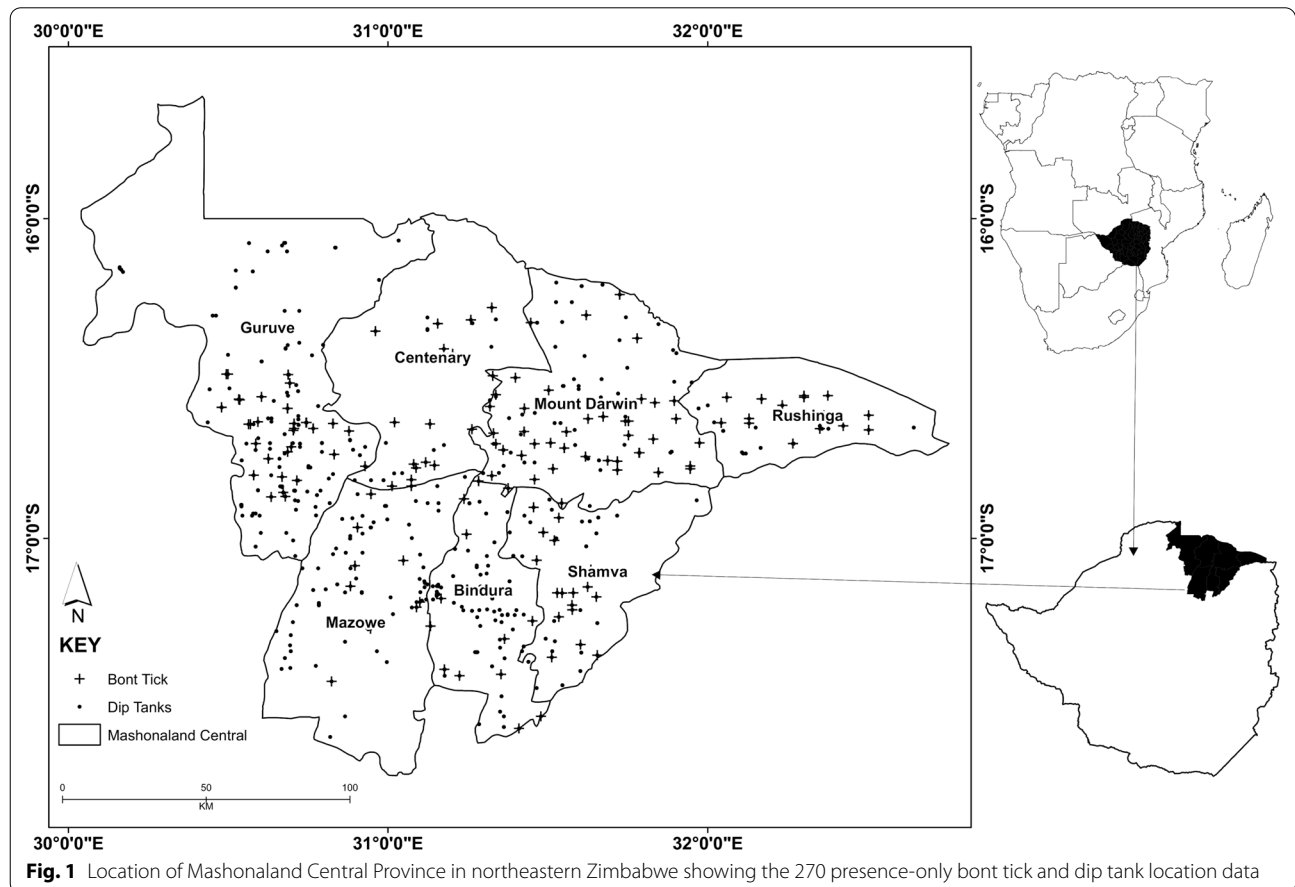 30°0'0"E 31°0'0"E 32°0'0"E
16°0'0"S
16°0'0"S
Guruve
Centenary
Mount Darwin
Rushinga
17°0'0"S
17°0'0"S
Shamva
Bindura
Mazowe
N
KEY
Bont Tick
Dip Tanks
Mashonaland Central
0 50 100
KM
30°0'0"E 31°0'0"E 32°0'0"E
Fig. 1 Location of Mashonaland Central Province in northeastern Zimbabwe showing the 270 presence-only bont tick and dip tank location data